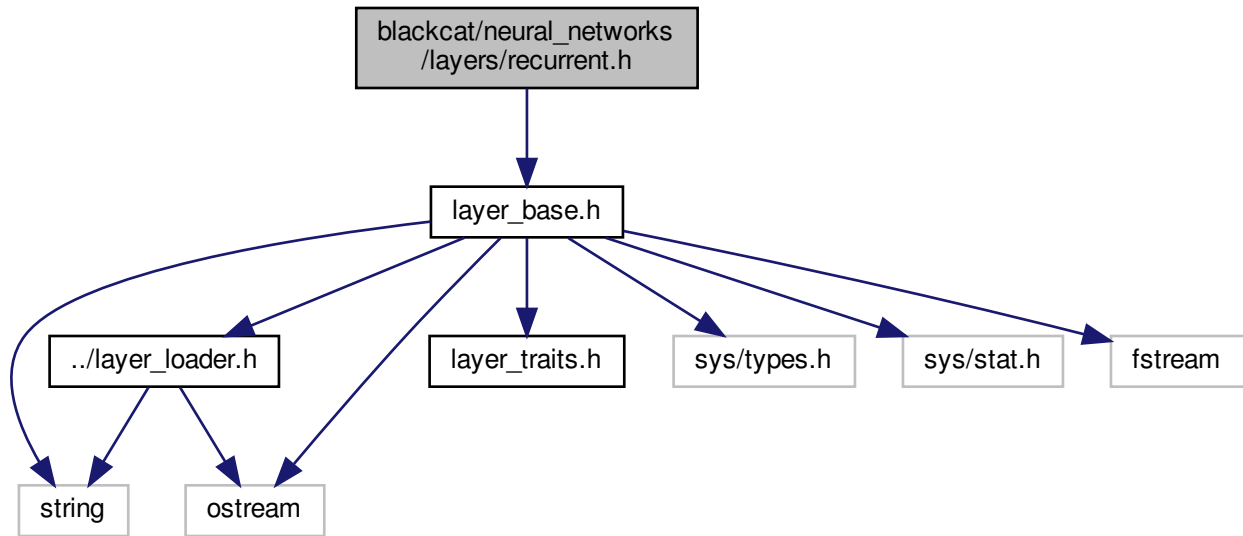 blackcat/neural_networks
/layers/recurrent.h
layer_base.h
../layer_loader.h
layer_traits.h
sys/types.h
sys/stat.h
fstream
string
ostream